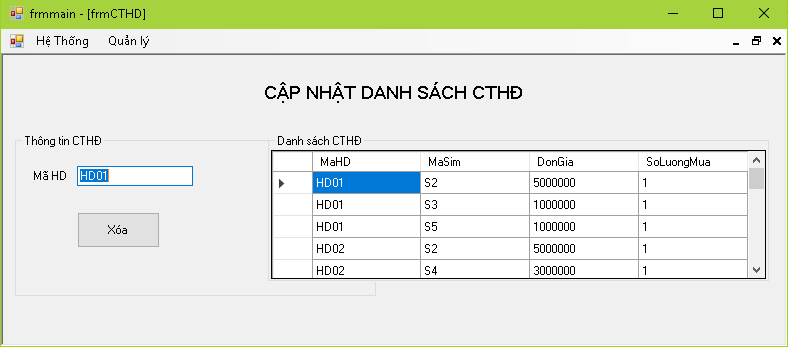 frmmain - [frmCTHD]
Hệ Thống Quản lý
CẬP NHẬT DANH SÁCH CTHĐ
Thông tin CTHĐ
Mã HD HD01
Xóa
Danh sách CTHĐ
MaHD MaSim DonGia SoLuongMua
HD01 S2 5000000 1
HD01 S3 1000000 1
HD01 S5 1000000 1
HD02 S2 5000000 1
HD02 S4 3000000 1